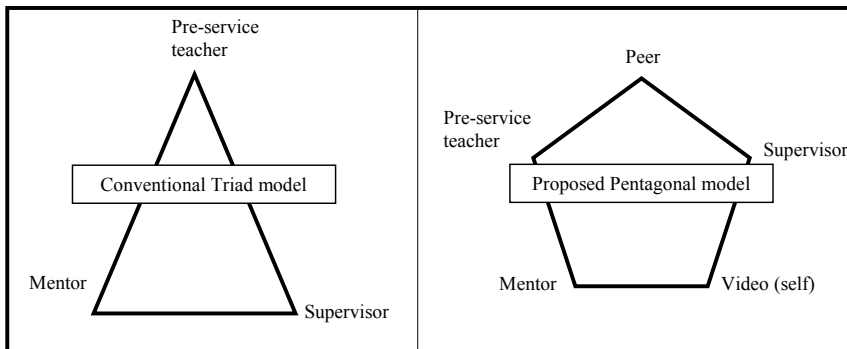 Pre-service
teacher
Conventional Triad model
Mentor
Supervisor
Peer
Pre-service
teacher
Supervisor
Proposed Pentagonal model
Mentor
Video (self)